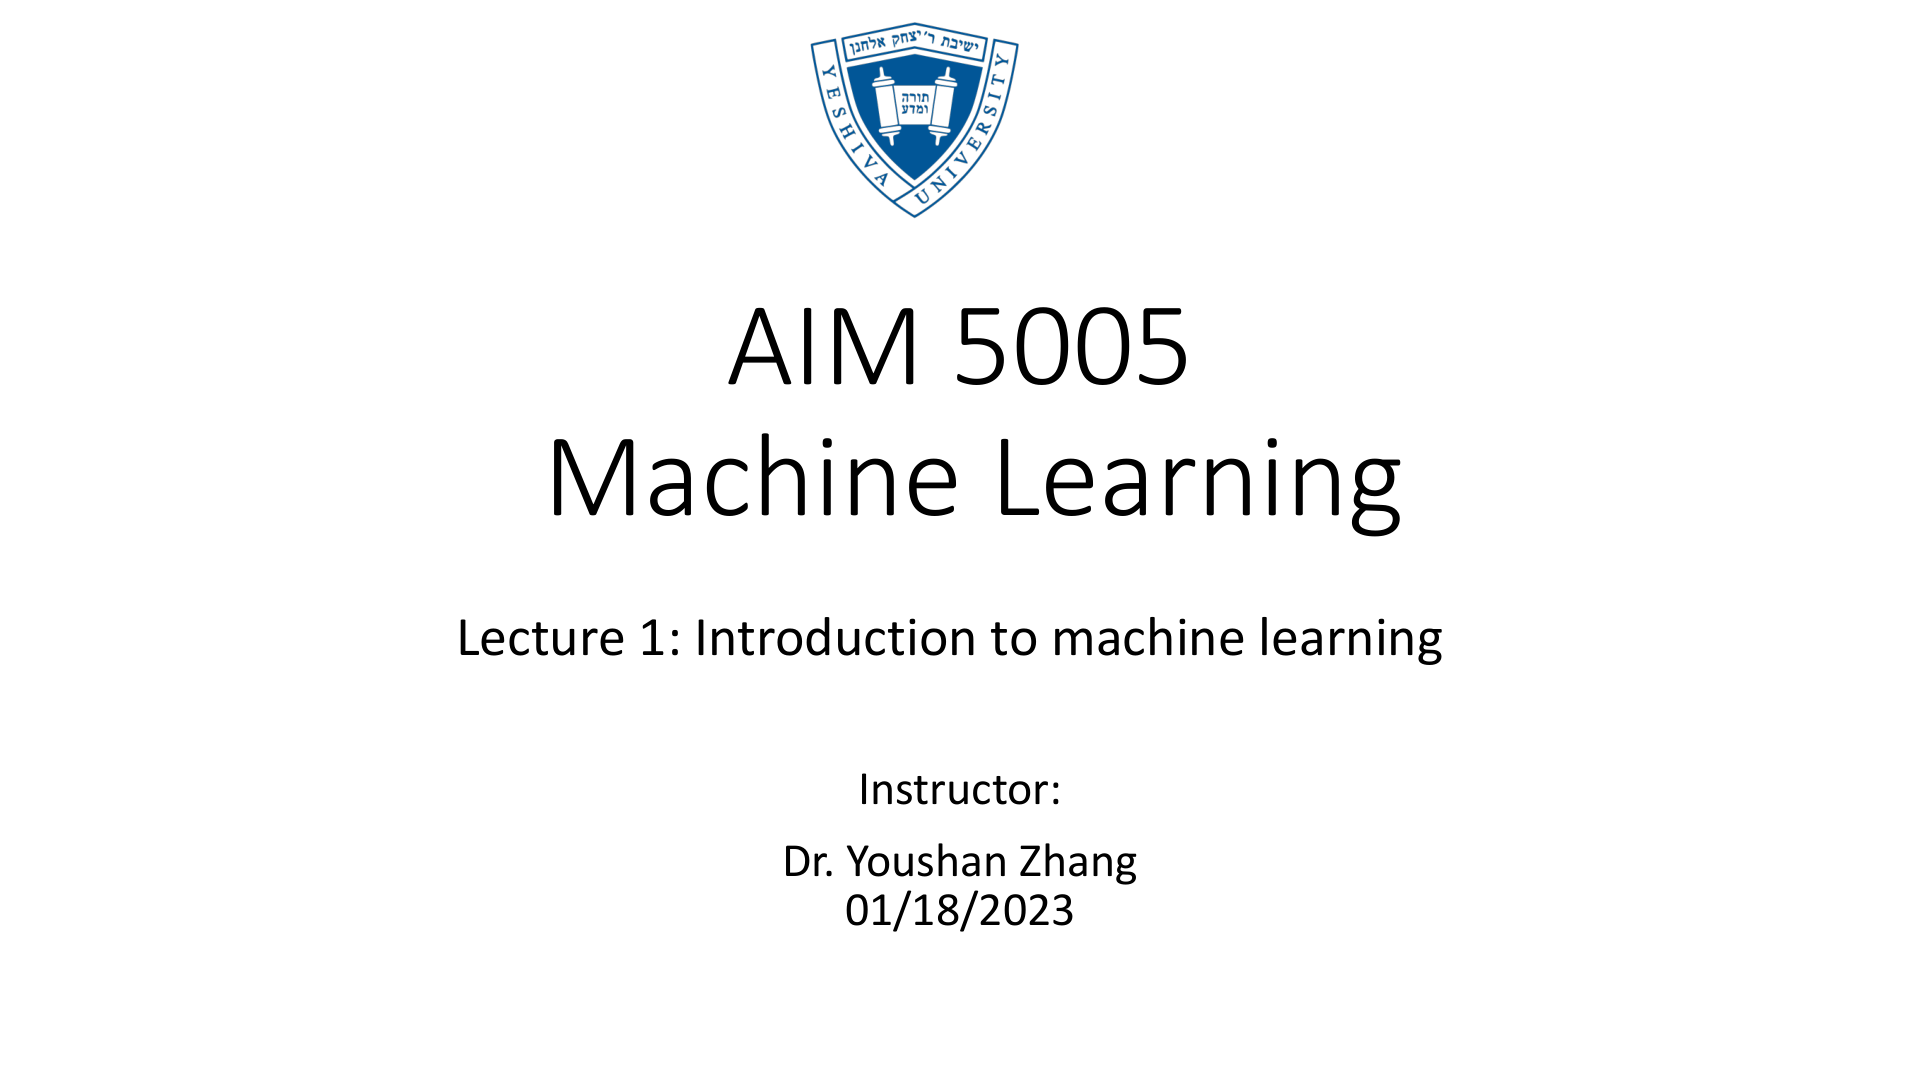 ישיבת ר' יצחק אלחנן
תורה
ומדע
YESHIVA UNIVERSITY
AIM 5005
Machine Learning
Lecture 1: Introduction to machine learning
Instructor:
Dr. Youshan Zhang
01/18/2023